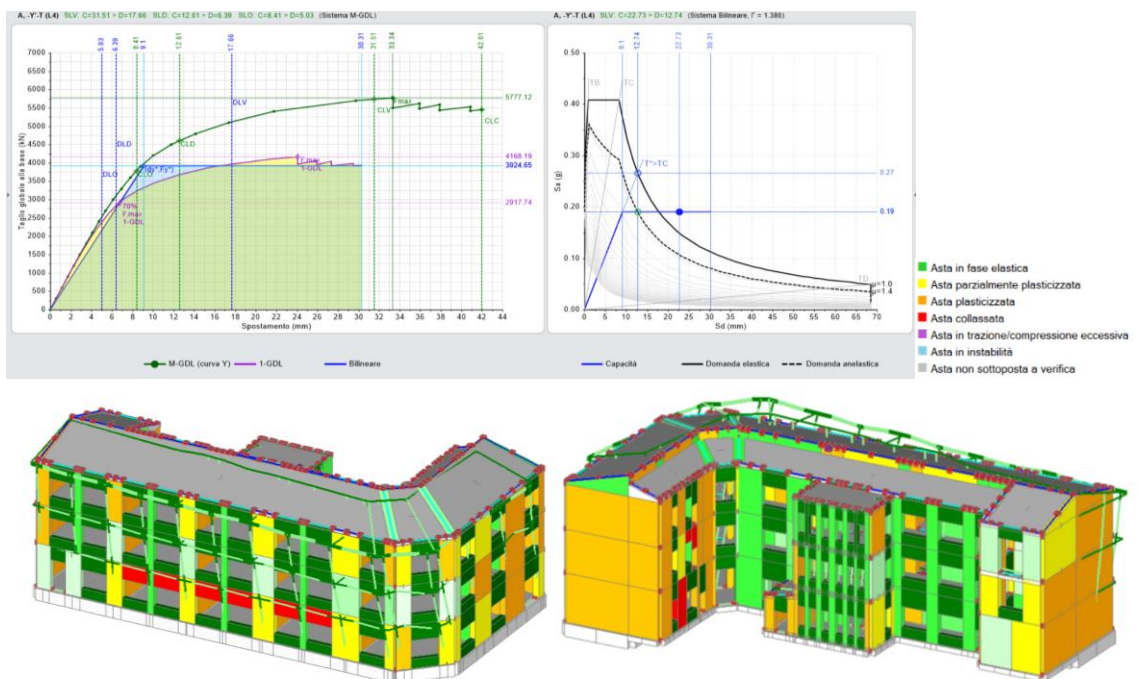 A, -Y'-T (L4) SLV: C=31.51 > D=17.66 SLD: C=12.61 > D=6.39 SLO: C=8.41 > D=5.03 (Sistema M-GDL)
5.03
6.39
8.41
9.1
12.61
17.66
30.31
31.51
33.34
42.01
7000
6500
6000
5500
5000
4500
4000
3500
3000
2500
2000
1500
1000
500
0
Taglio globale alla base (kN)
5777.12
4168.19
3924.65
2917.74
DLV
DLD
DLO
CLD
CLO
(dy*,Fy*)
70%
F,max
1-GDL
F,max
1-GDL
Fmax
CLV
CLC
0 2 4 6 8 10 12 14 16 18 20 22 24 26 28 30 32 34 36 38 40 42 44
Spostamento (mm)
M-GDL (curva Y)
1-GDL
Bilineare
A, -Y'-T (L4) SLV: C=22.73 > D=12.74 (Sistema Bilineare, Γ = 1.386)
9.1
12.74
22.73
30.31
0.50
0.40
0.30
0.20
0.10
0.00
Sa (g)
TB
TC
T*>TC
0.27
0.19
TD
μ=1.0
μ=1.4
0 5 10 15 20 25 30 35 40 45 50 55 60 65 70
Sd (mm)
Capacità
Domanda elastica
Domanda anelastica
Asta in fase elastica
Asta parzialmente plasticizzata
Asta plasticizzata
Asta collassata
Asta in trazione/compressione eccessiva
Asta in instabilità
Asta non sottoposta a verifica